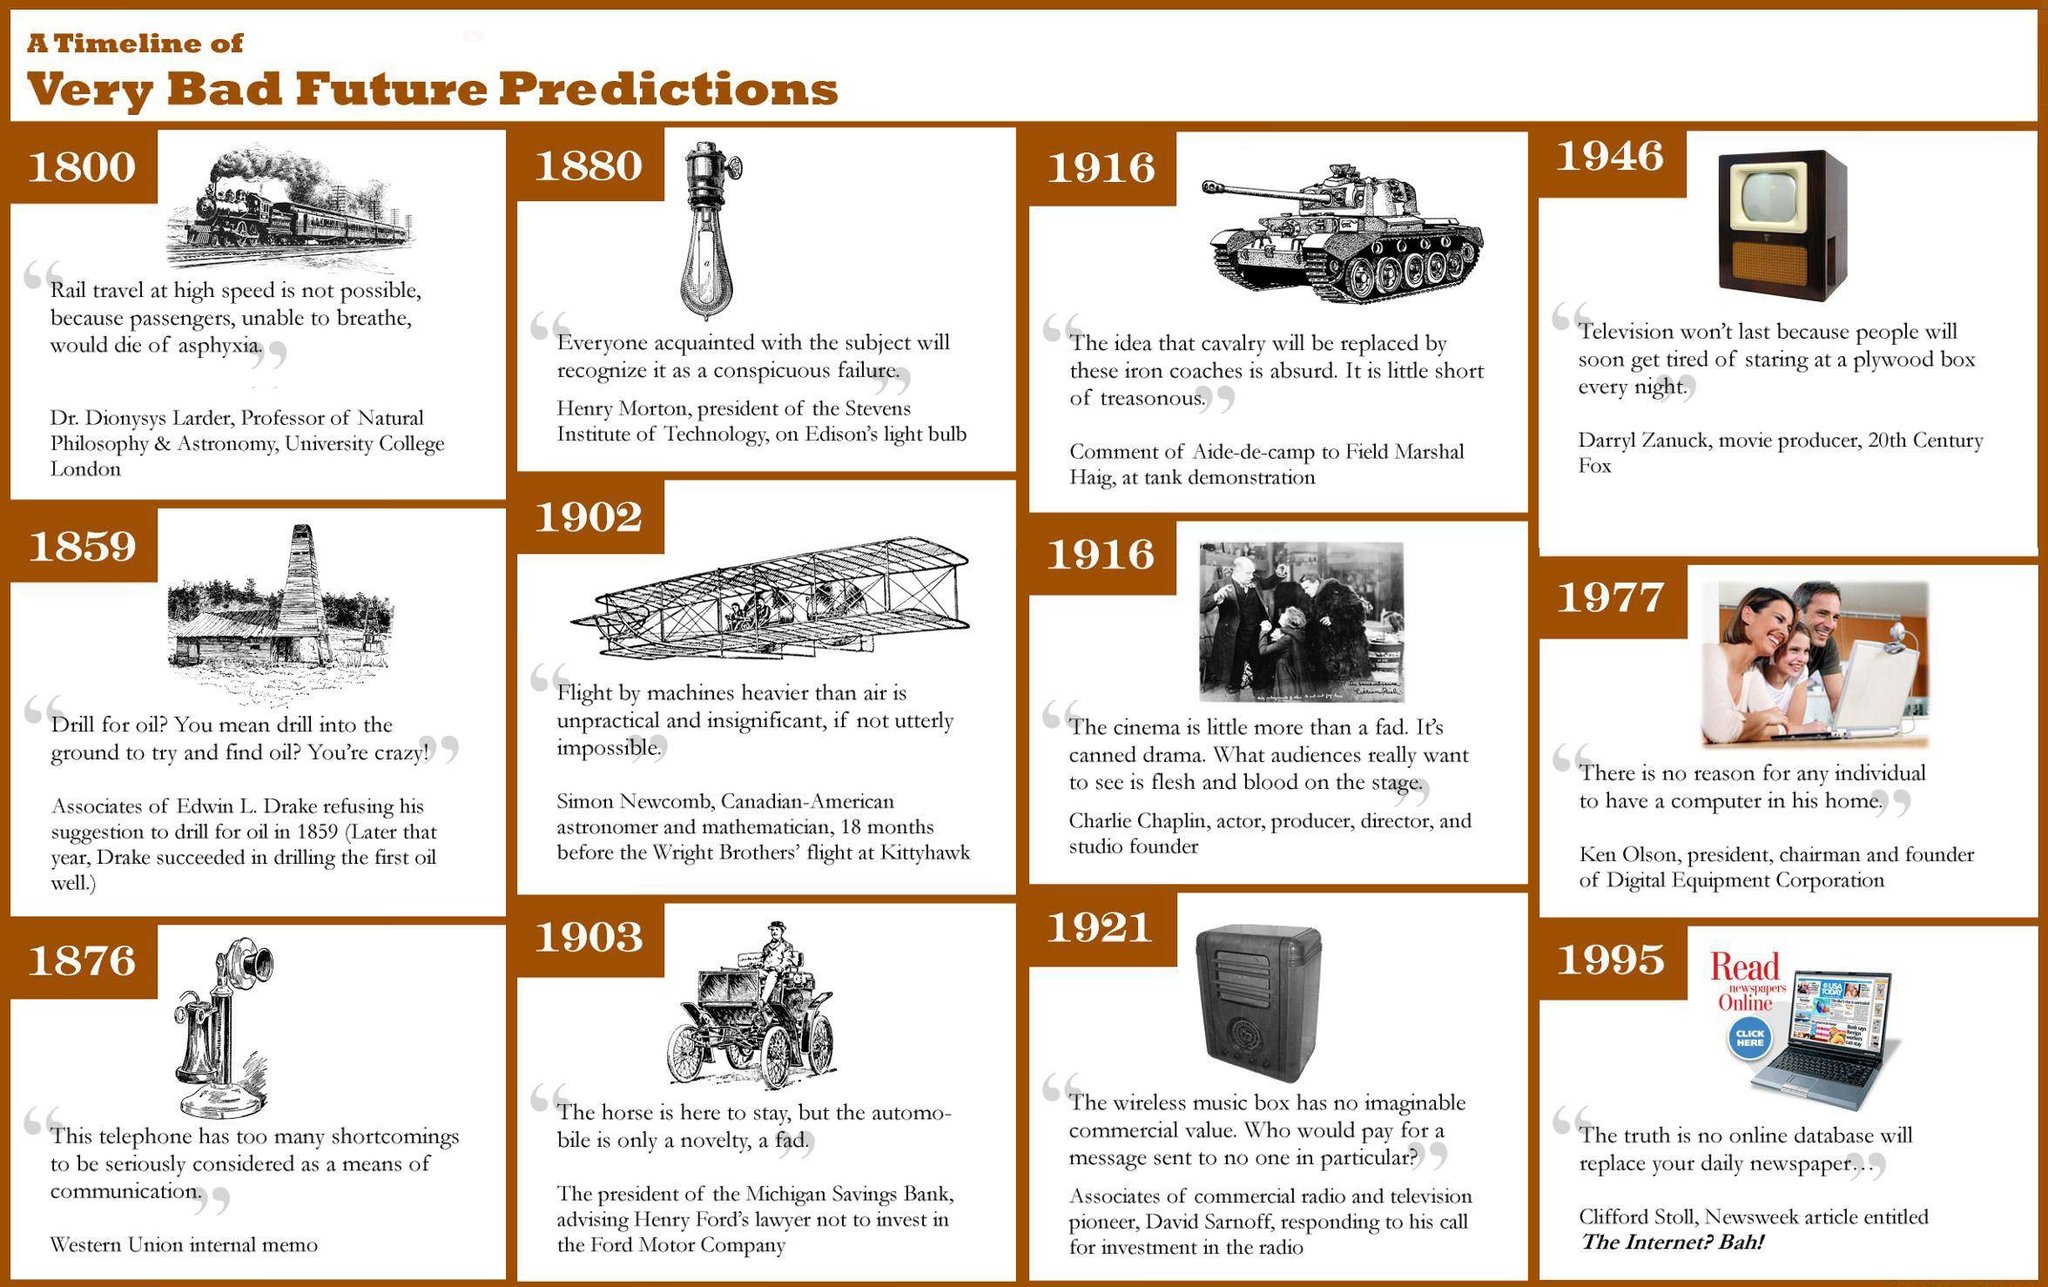 A Timeline of
Very Bad Future Predictions
1800
“
Rail travel at high speed is not possible,
because passengers, unable to breathe,
would die of asphyxia.
”
Dr. Dionysys Larder, Professor of Natural
Philosophy & Astronomy, University College
London
1859
“
Drill for oil? You mean drill into the
ground to try and find oil? You're crazy!
”
Associates of Edwin L. Drake refusing his
suggestion to drill for oil in 1859 (Later that
year, Drake succeeded in drilling the first oil
well.)
1876
“
This telephone has too many shortcomings
to be seriously considered as a means of
communication.
”
Western Union internal memo
1880
a
“
Everyone acquainted with the subject will
recognize it as a conspicuous failure.
”
Henry Morton, president of the Stevens
Institute of Technology, on Edison's light bulb
1902
“
Flight by machines heavier than air is
unpractical and insignificant, if not utterly
impossible.
”
Simon Newcomb, Canadian-American
astronomer and mathematician, 18 months
before the Wright Brothers' flight at Kittyhawk
1903
“
The horse is here to stay, but the automo-
bile is only a novelty, a fad.
”
The president of the Michigan Savings Bank,
advising Henry Ford's lawyer not to invest in
the Ford Motor Company
1916
“
The idea that cavalry will be replaced by
these iron coaches is absurd. It is little short
of treasonous.
”
Comment of Aide-de-camp to Field Marshal
Haig, at tank demonstration
1916
“
The cinema is little more than a fad. It's
canned drama. What audiences really want
to see is flesh and blood on the stage.
”
Charlie Chaplin, actor, producer, director, and
studio founder
1921
“
The wireless music box has no imaginable
commercial value. Who would pay for a
message sent to no one in particular?
”
Associates of commercial radio and television
pioneer, David Sarnoff, responding to his call
for investment in the radio
1946
“
Television won't last because people will
soon get tired of staring at a plywood box
every night.
”
Darryl Zanuck, movie producer, 20th Century
Fox
1977
“
There is no reason for any individual
to have a computer in his home.
”
Ken Olson, president, chairman and founder
of Digital Equipment Corporation
1995
Read
newspapers
Online
CLICK
HERE
USA
TODAY
“
The truth is no online database will
replace your daily newspaper…
”
Clifford Stoll, Newsweek article entitled
The Internet? Bah!